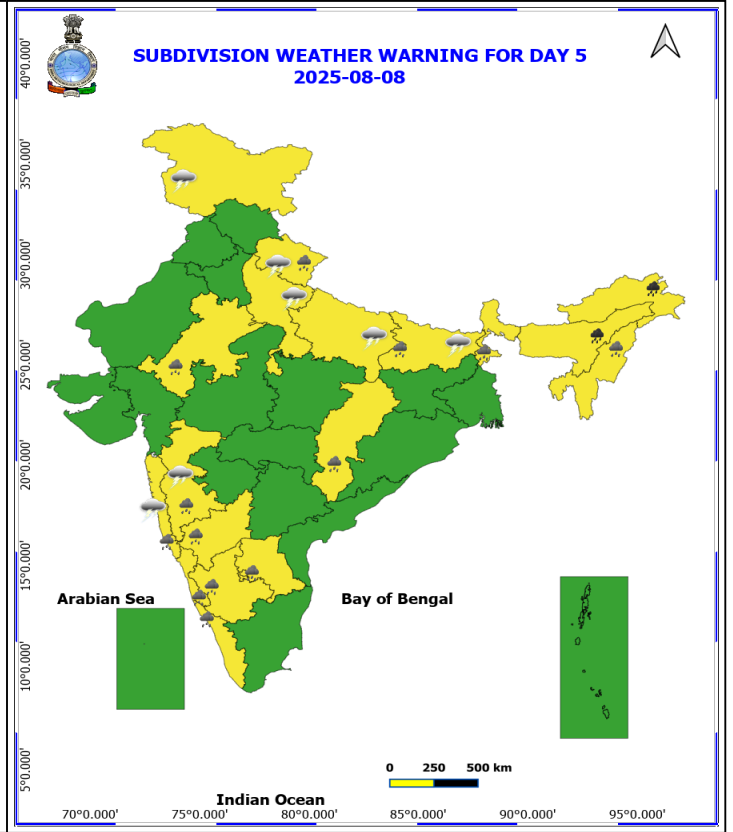 SUBDIVISION WEATHER WARNING FOR DAY 5
2025-08-08
40°0.000'
35°0.000'
30°0.000'
25°0.000'
20°0.000'
15°0.000'
10°0.000'
5°0.000'
Arabian Sea
Bay of Bengal
0 250 500 km
Indian Ocean
70°0.000' 75°0.000' 80°0.000' 85°0.000' 90°0.000' 95°0.000'